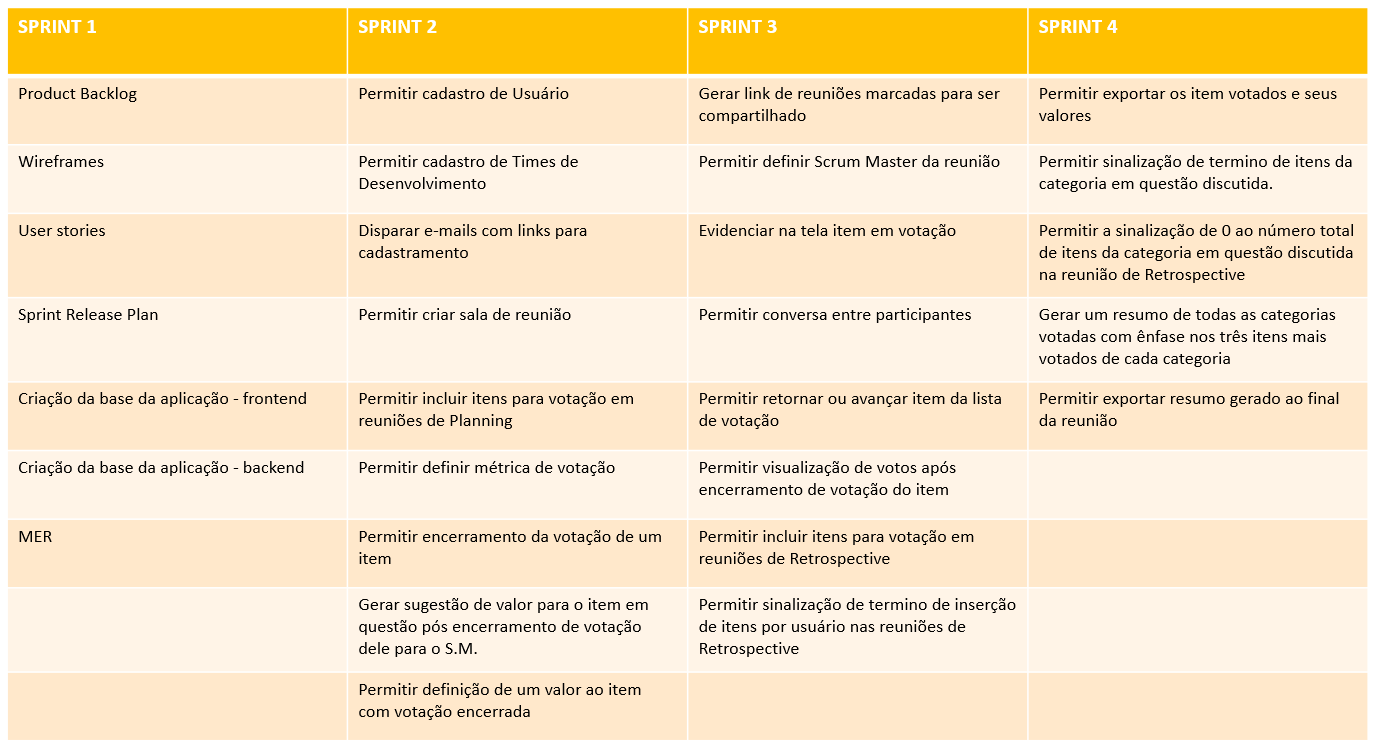 SPRINT 1
SPRINT 2
SPRINT 3
SPRINT 4
Product Backlog
Permitir cadastro de Usuário
Gerar link de reuniões marcadas para ser
compartilhado
Permitir exportar os item votados e seus
valores
Wireframes
Permitir cadastro de Times de
Desenvolvimento
Permitir definir Scrum Master da reunião
Permitir sinalização de termino de itens da
categoria em questão discutida.
User stories
Disparar e-mails com links para
cadastramento
Evidenciar na tela item em votação
Permitir a sinalização de 0 ao número total
de itens da categoria em questão discutida
na reunião de Retrospective
Sprint Release Plan
Permitir criar sala de reunião
Permitir conversa entre participantes
Gerar um resumo de todas as categorias
votadas com ênfase nos três itens mais
votados de cada categoria
Criação da base da aplicação - frontend
Permitir incluir itens para votação em
reuniões de Planning
Permitir retornar ou avançar item da lista
de votação
Permitir exportar resumo gerado ao final
da reunião
Criação da base da aplicação - backend
Permitir definir métrica de votação
Permitir visualização de votos após
encerramento de votação do item
MER
Permitir encerramento da votação de um
item
Permitir incluir itens para votação em
reuniões de Retrospective
Gerar sugestão de valor para o item em
questão pós encerramento de votação
dele para o S.M.
Permitir sinalização de termino de inserção
de itens por usuário nas reuniões de
Retrospective
Permitir definição de um valor ao item
com votação encerrada